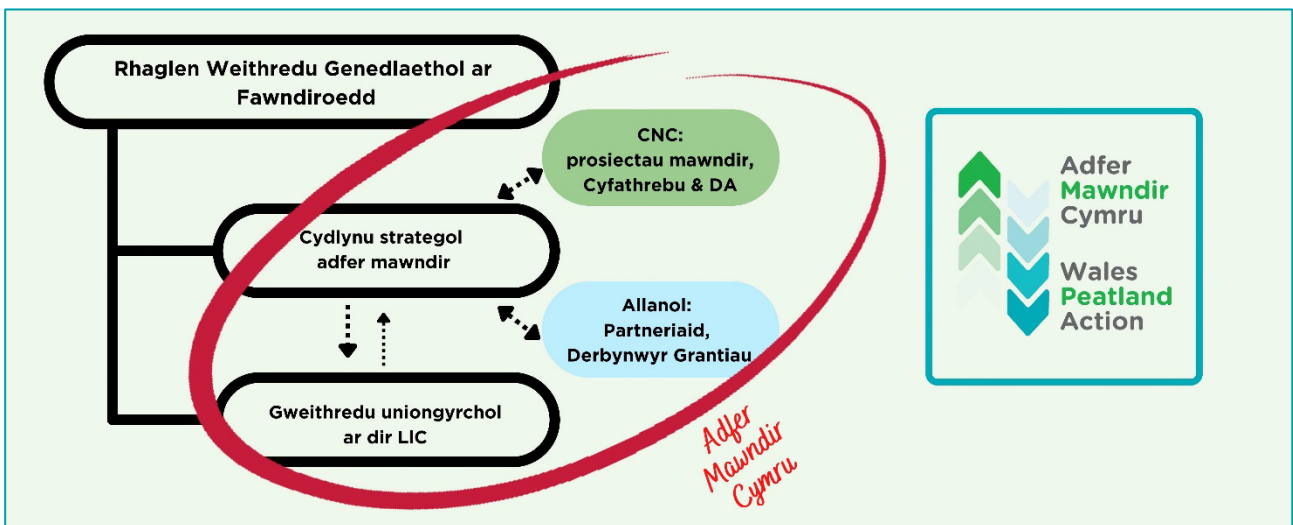 Rhaglen Weithredu Genedlaethol ar
Fawndiroedd
CNC:
prosiectau mawndir,
Cyfathrebu & DA
Cydlynu strategol
adfer mawndir
Allanol:
Partneriaid,
Derbynwyr Grantiau
Gweithredu uniongyrchol
ar dir LlC
Adfer
Mawndir
Cymru
Adfer
Mawndir
Cymru
Wales
Peatland
Action